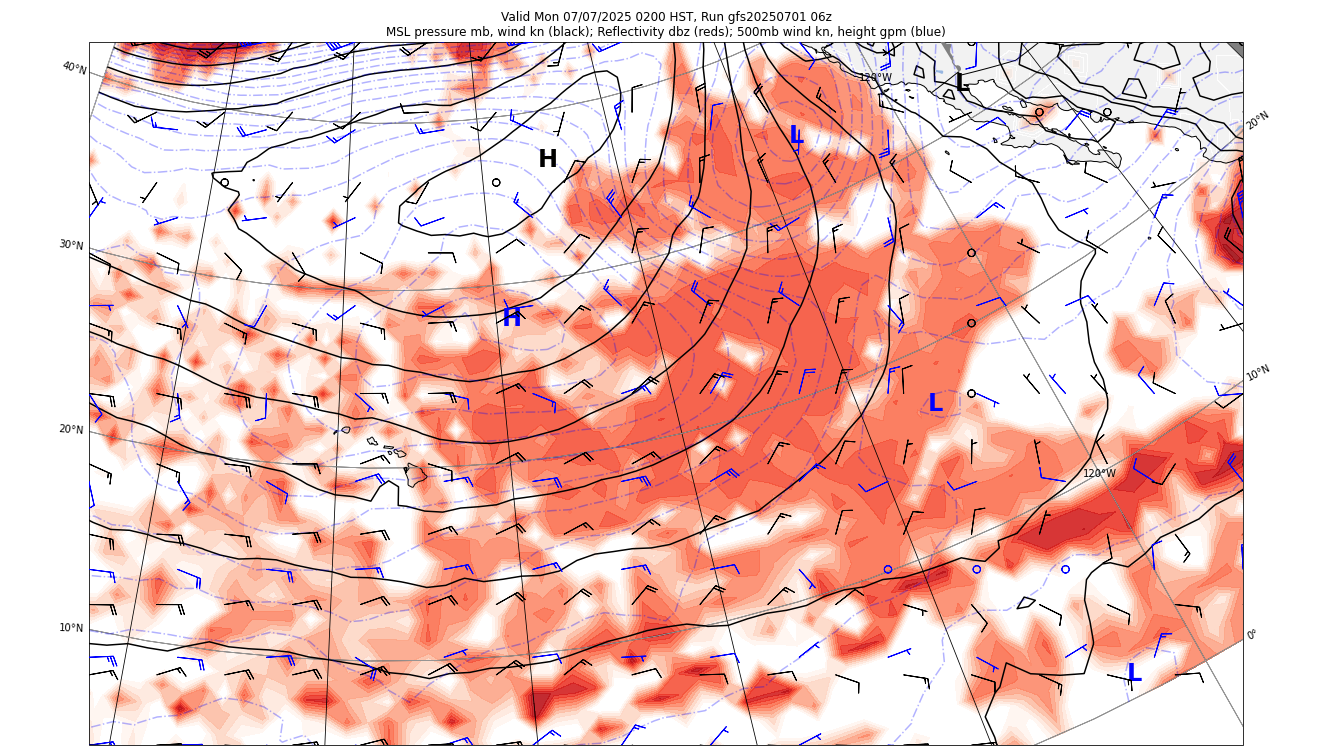 Valid Mon 07/07/2025 0200 HST, Run gfs20250701 06z
MSL pressure mb, wind kn (black); Reflectivity dbz (reds); 500mb wind kn, height gpm (blue)
40°N
120°W
L
20°N
L
H
30°N
H
10°N
L
20°N
120°W
10°N
0°
L